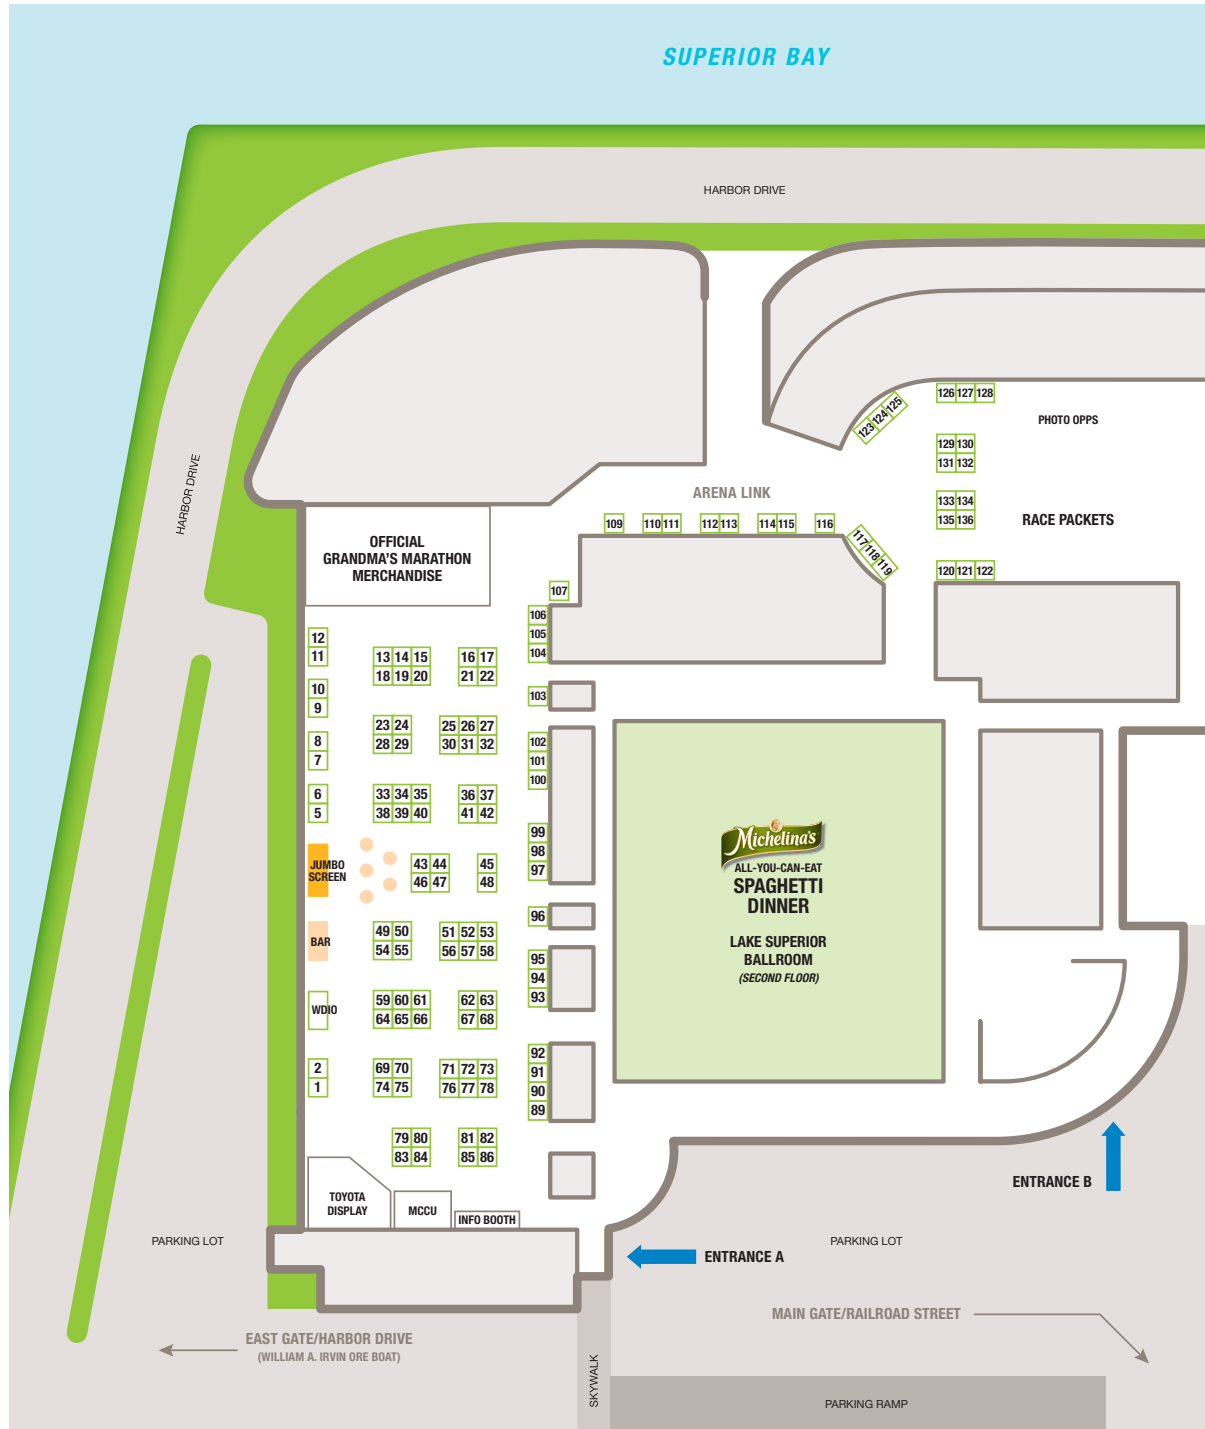 SUPERIOR BAY
HARBOR DRIVE
HARBOR DRIVE
126 127 128
123 124 125
PHOTO OPPS
129 130
131 132
ARENA LINK
133 134
135 136
RACE PACKETS
109 110 111 112 113 114 115 116
117 118 119
120 121 122
OFFICIAL
GRANDMA'S MARATHON
MERCHANDISE
107
106
105
104
12
11
13 14 15 16 17
18 19 20 21 22
10
9
103
23 24 25 26 27
28 29 30 31 32
8
7
102
101
100
6
5
33 34 35 36 37
38 39 40 41 42
99
98
97
JUMBO
SCREEN
43 44 45
46 47 48
Michelina's
ALL-YOU-CAN-EAT
SPAGHETTI
DINNER
LAKE SUPERIOR
BALLROOM
(SECOND FLOOR)
96
BAR
49 50 51 52 53
54 55 56 57 58
95
94
93
WDIO
59 60 61 62 63
64 65 66 67 68
2
1
69 70 71 72 73
74 75 76 77 78
92
91
90
89
79 80 81 82
83 84 85 86
TOYOTA
DISPLAY
MCCU
INFO BOOTH
ENTRANCE B
PARKING LOT
ENTRANCE A
PARKING LOT
MAIN GATE/RAILROAD STREET
EAST GATE/HARBOR DRIVE
(WILLIAM A. IRVIN ORE BOAT)
SKYWALK
PARKING RAMP